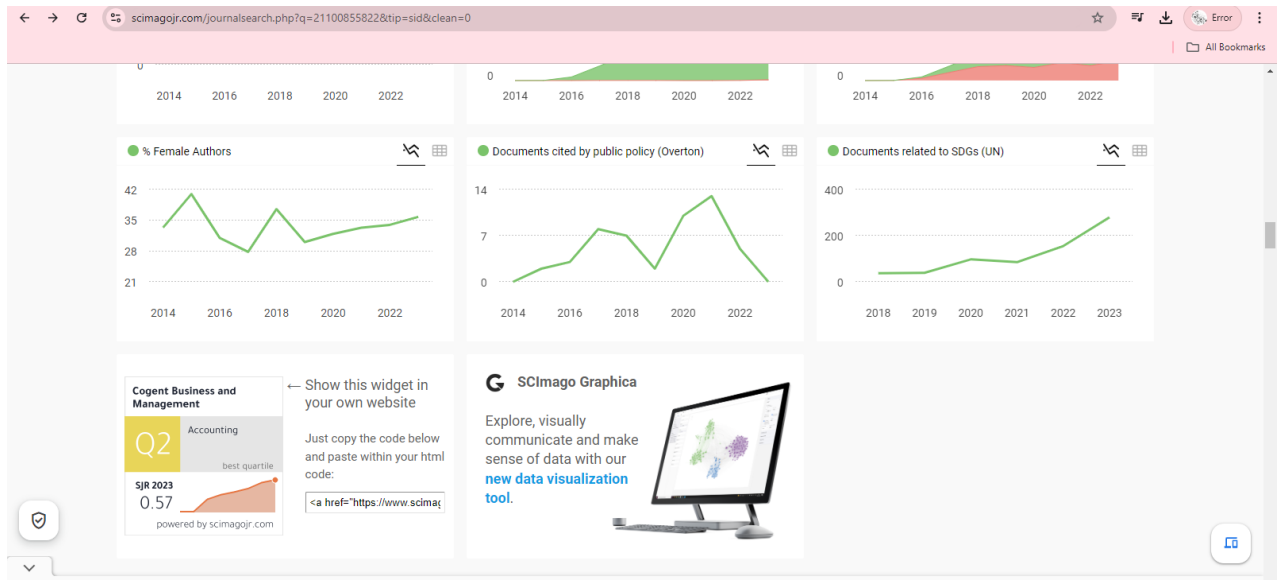 scimagojr.com/journalsearch.php?q=21100855822&tip=sid&clean=0
Error
All Bookmarks
0
2014 2016 2018 2020 2022
0
2014 2016 2018 2020 2022
0
2014 2016 2018 2020 2022
% Female Authors
42
35
28
21
2014 2016 2018 2020 2022
Documents cited by public policy (Overton)
14
7
0
2014 2016 2018 2020 2022
Documents related to SDGs (UN)
400
200
0
2018 2019 2020 2021 2022 2023
Cogent Business and
Management
Q2
Accounting
best quartile
SJR 2023
0.57
powered by scimagojr.com
← Show this widget in
your own website
Just copy the code below
and paste within your html
code:
<a href="https://www.scimag
SCImago Graphica
Explore, visually
communicate and make
sense of data with our
new data visualization
tool.